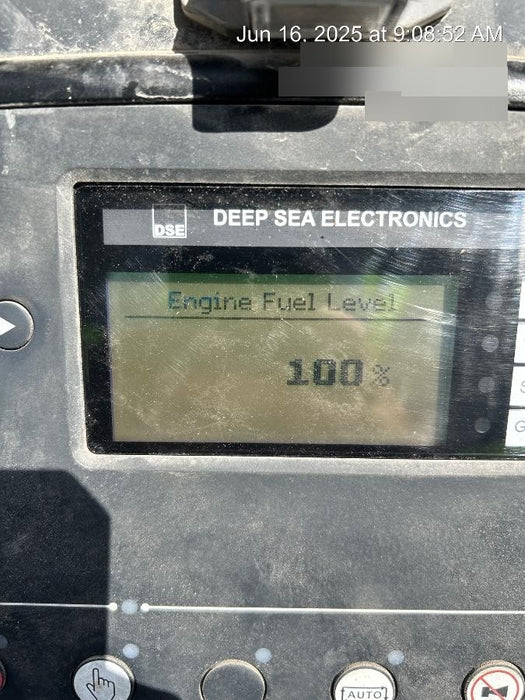 Jun 16, 2025 at 9:08:52 AM
DSE DEEP SEA ELECTRONICS
Engine Fuel Level
100 %
S
G
AUTO